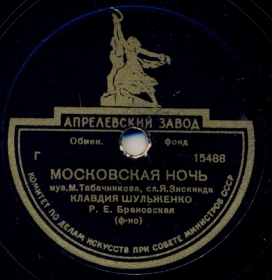 АПРЕЛЕВСКИЙ ЗАВОД
Обмен. фонд
Г 15488
МОСКОВСКАЯ НОЧЬ
муз.М.Табачникова, сл.Я.Зискинда
КЛАВДИЯ ШУЛЬЖЕНКО
Р. Е. Брановская
(ф-но)
КОМИТЕТ ПО ДЕЛАМ ИСКУССТВ ПРИ СОВЕТЕ МИНИСТРОВ СССР